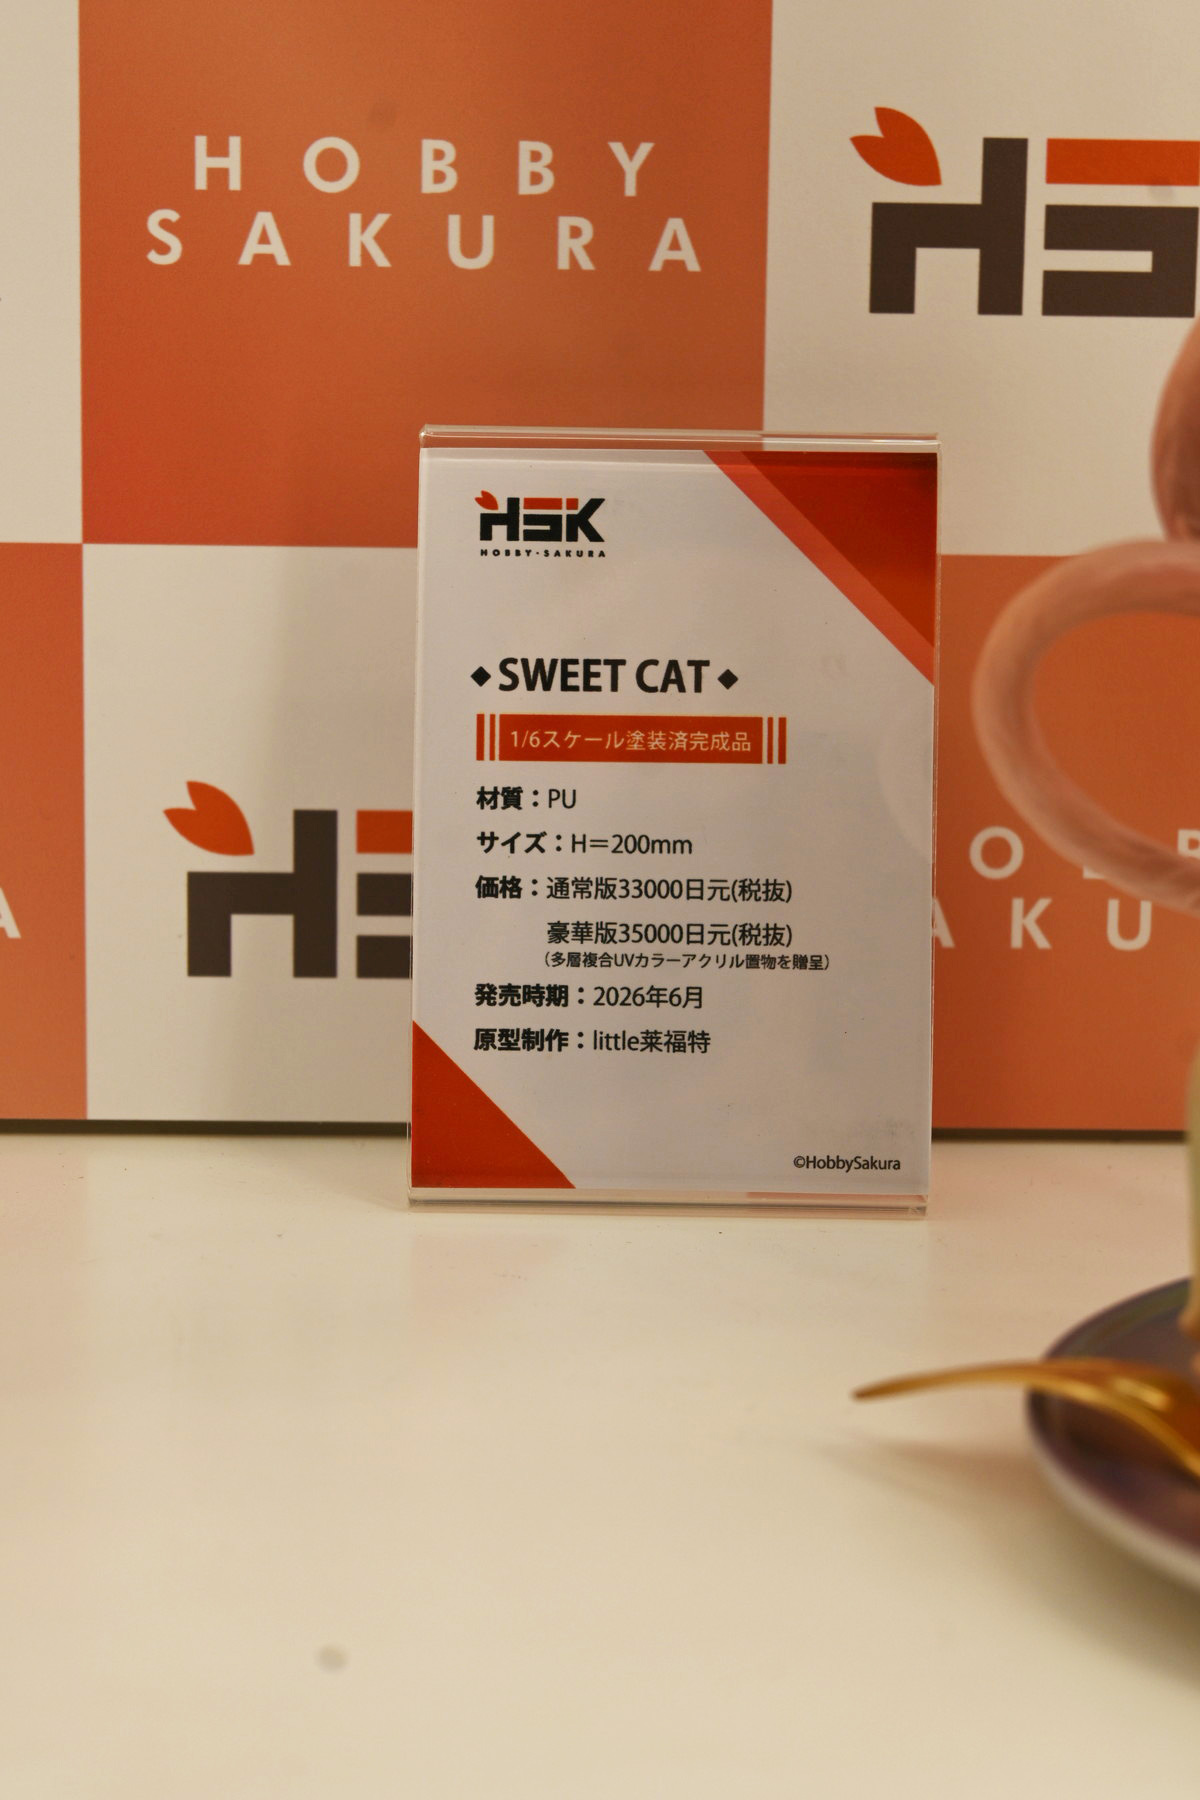 HOBBY
SAKURA
HS
HSK
HOBBY-SAKURA
◆SWEET CAT◆
1/6スケール塗装済完成品
材質：PU
サイズ：H＝200mm
価格：通常版33000日元(税抜)
豪華版35000日元(税抜)
（多層複合UVカラーアクリル置物を贈呈）
発売時期：2026年6月
原型制作：little莱福特
©HobbySakura